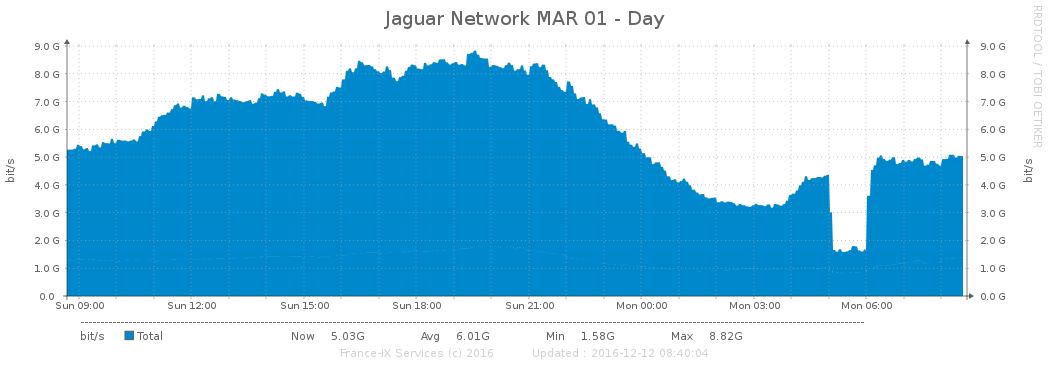 Jaguar Network MAR 01 - Day
RRDTOOL / TOBI OETIKER
bit/s
bit/s
9.0 G 9.0 G
8.0 G 8.0 G
7.0 G 7.0 G
6.0 G 6.0 G
5.0 G 5.0 G
4.0 G 4.0 G
3.0 G 3.0 G
2.0 G 2.0 G
1.0 G 1.0 G
0.0 0.0 G
Sun 09:00 Sun 12:00 Sun 15:00 Sun 18:00 Sun 21:00 Mon 00:00 Mon 03:00 Mon 06:00
bit/s Total Now 5.03G Avg 6.01G Min 1.58G Max 8.82G
France-IX Services (c) 2016 Updated : 2016-12-12 08:40:04